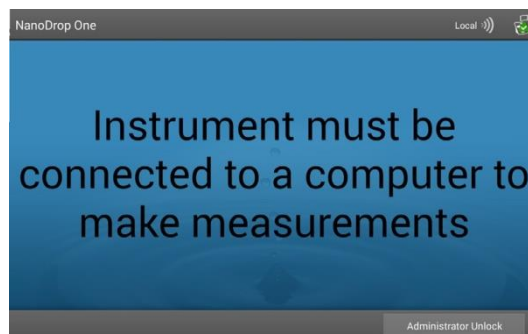 NanoDrop One
Local
Instrument must be
connected to a computer to
make measurements
Administrator Unlock